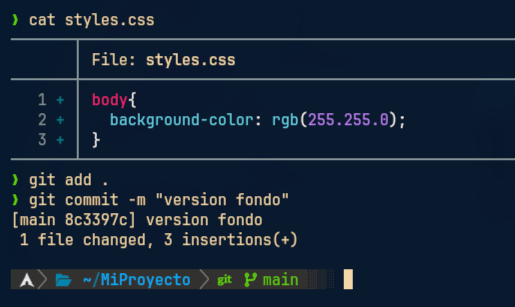 ❯ cat styles.css
File: styles.css
1 + body{
2 + background-color: rgb(255.255.0);
3 + }
❯ git add .
❯ git commit -m "version fondo"
[main 8c3397c] version fondo
1 file changed, 3 insertions(+)
~/MiProyecto git main